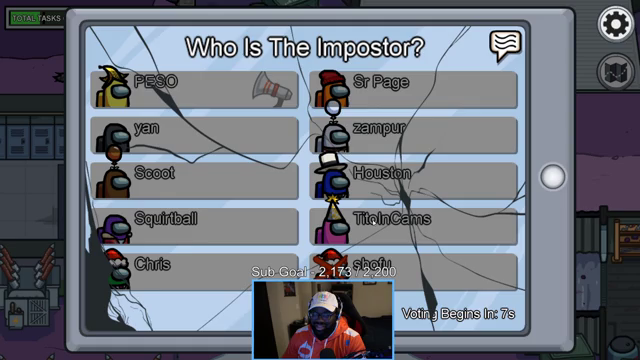 TOTAL TASKS
Who Is The Impostor?
PESO
Sr Page
yan
zampur
Scoot
Houston
Squirtball
TitoInCams
Chris
shofu
Sub-Goal - 2,173 / 2,200
Voting Begins In: 7s